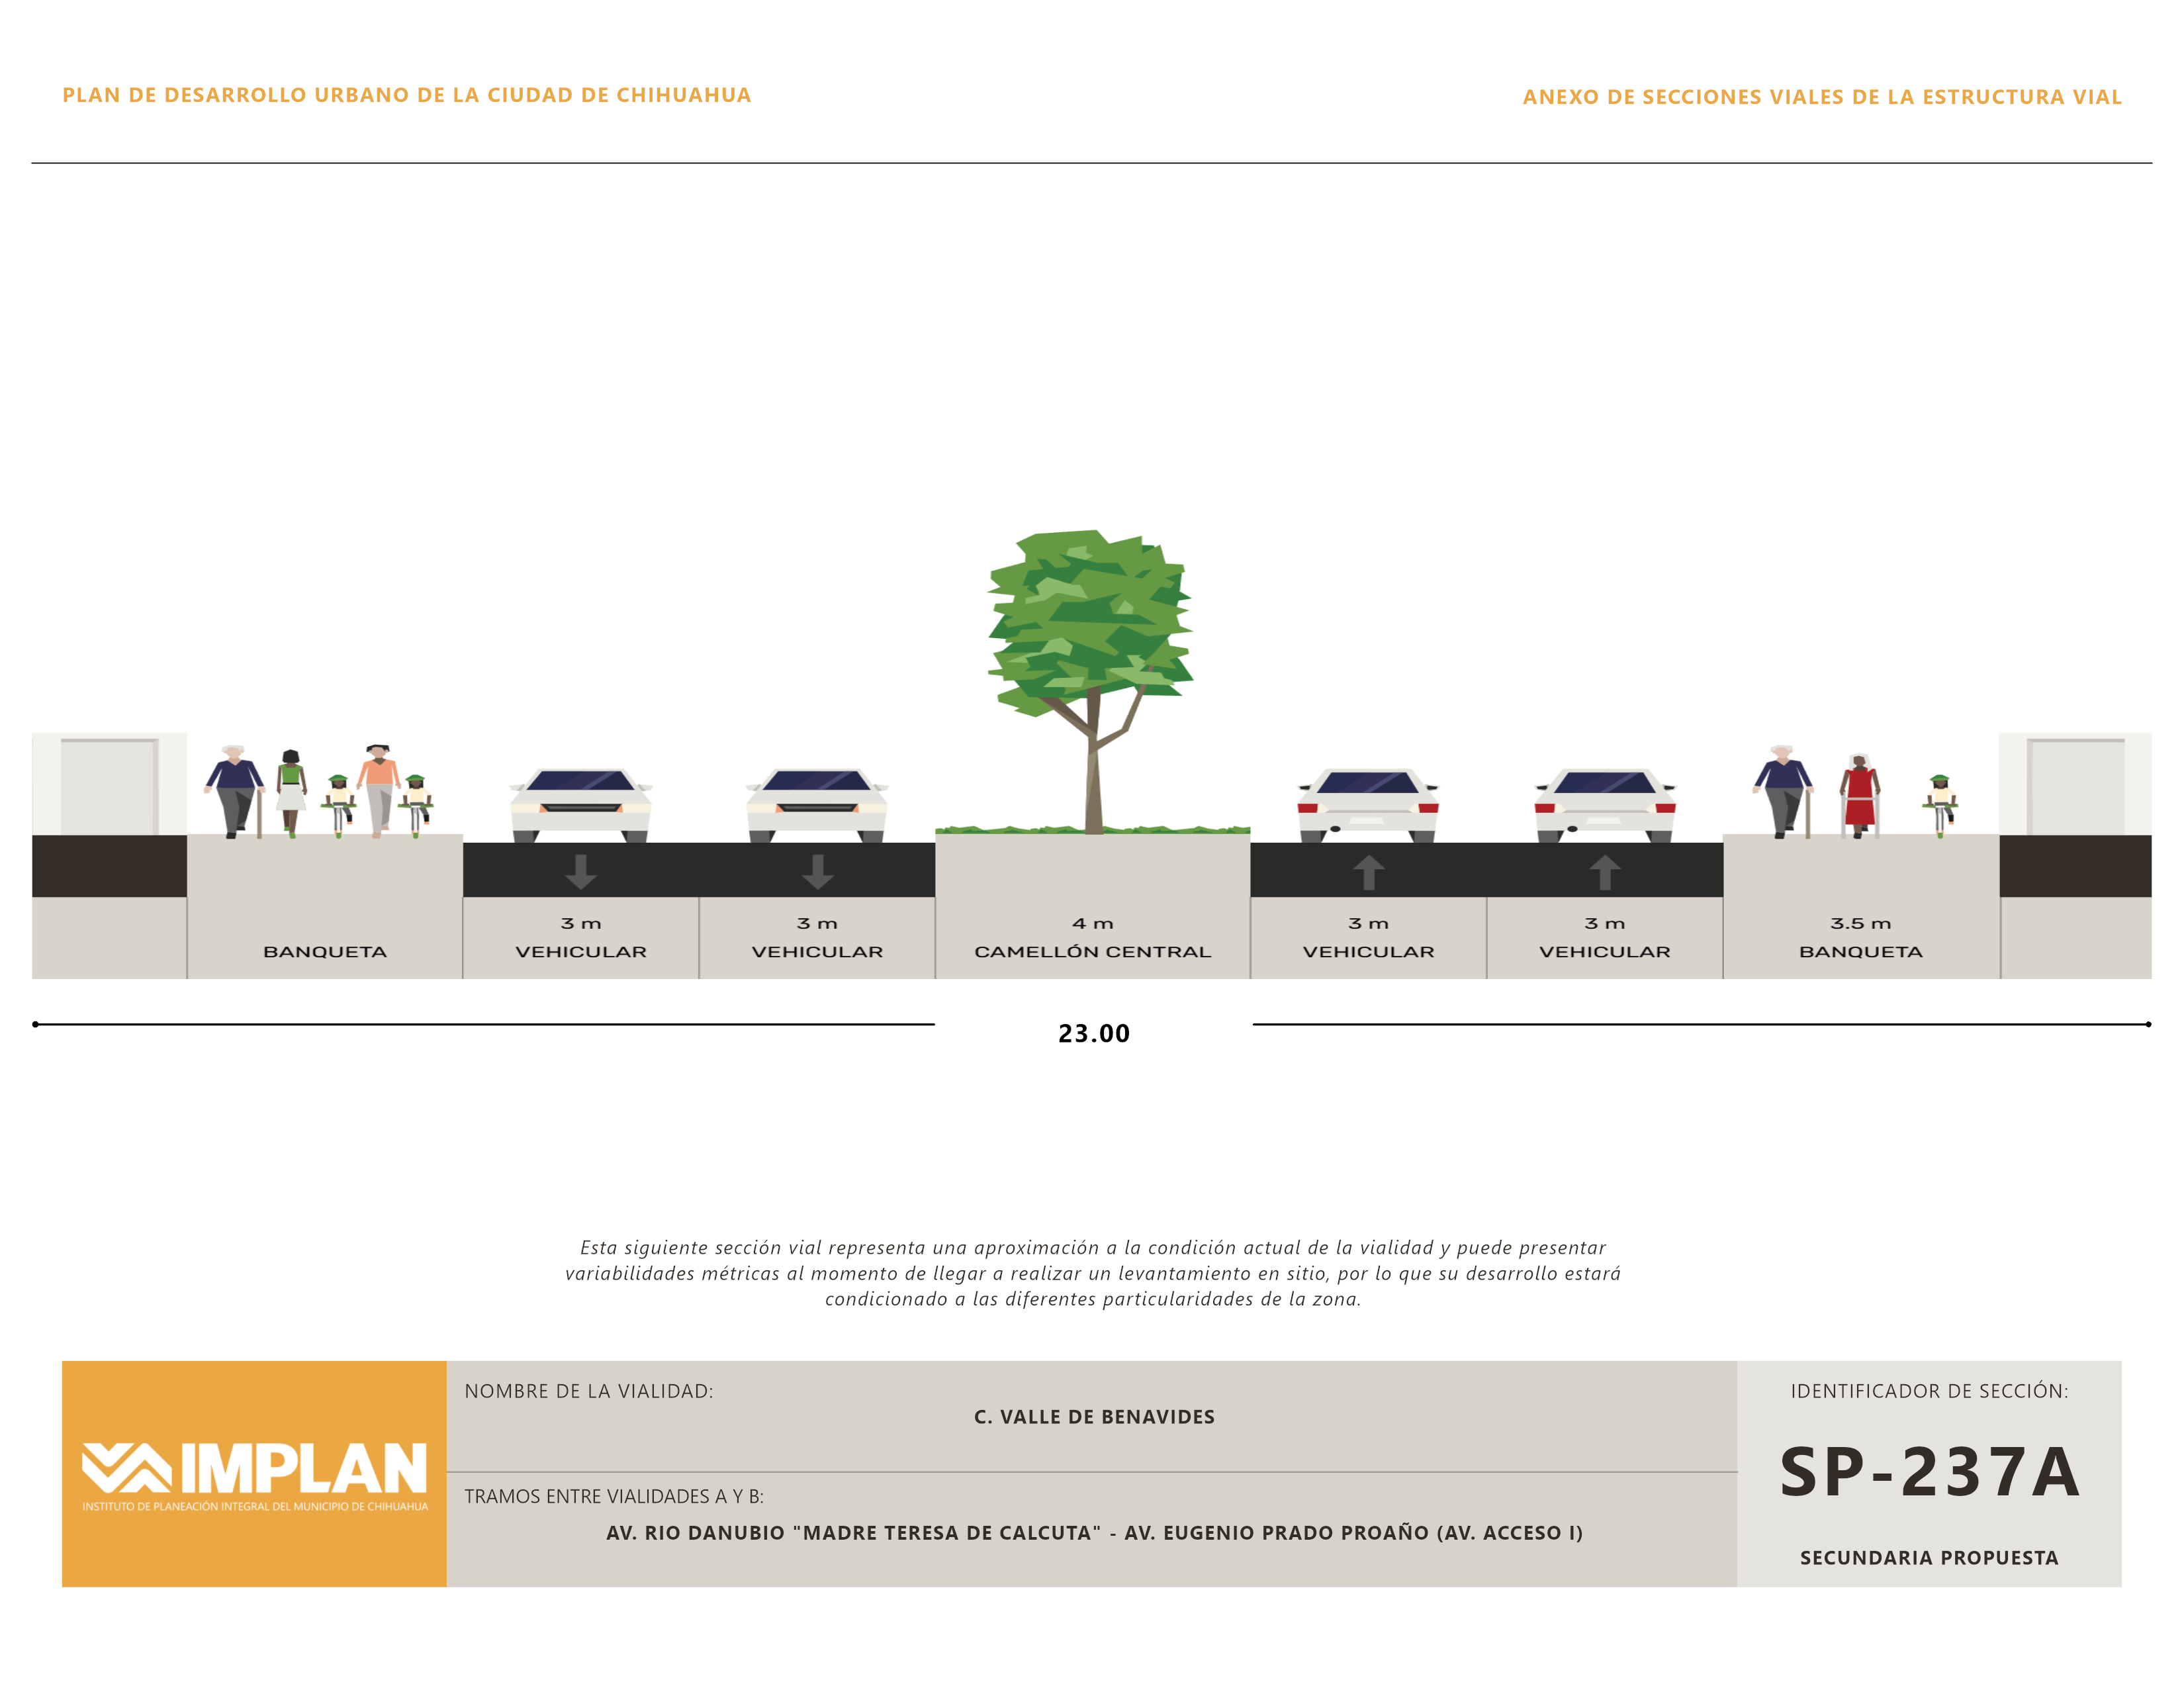 PLAN DE DESARROLLO URBANO DE LA CIUDAD DE CHIHUAHUA
ANEXO DE SECCIONES VIALES DE LA ESTRUCTURA VIAL
3 m
3 m
4 m
3 m
3 m
3.5 m
BANQUETA
VEHICULAR
VEHICULAR
CAMELLÓN CENTRAL
VEHICULAR
VEHICULAR
BANQUETA
23.00
Esta siguiente sección vial representa una aproximación a la condición actual de la vialidad y puede presentar
variabilidades métricas al momento de llegar a realizar un levantamiento en sitio, por lo que su desarrollo estará
condicionado a las diferentes particularidades de la zona.
IMPLAN
INSTITUTO DE PLANEACIÓN INTEGRAL DEL MUNICIPIO DE CHIHUAHUA
NOMBRE DE LA VIALIDAD:
C. VALLE DE BENAVIDES
TRAMOS ENTRE VIALIDADES A Y B:
AV. RIO DANUBIO "MADRE TERESA DE CALCUTA" - AV. EUGENIO PRADO PROAÑO (AV. ACCESO I)
IDENTIFICADOR DE SECCIÓN:
SP-237A
SECUNDARIA PROPUESTA